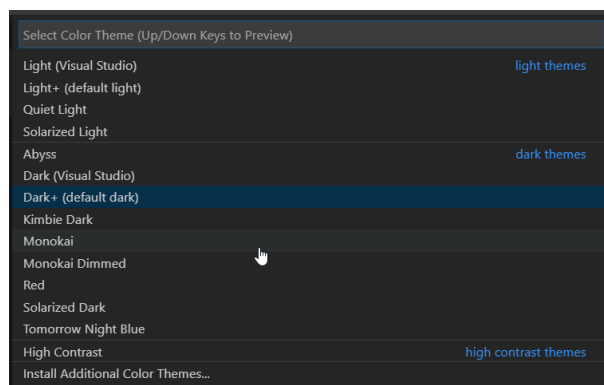 Select Color Theme (Up/Down Keys to Preview)
Light (Visual Studio) light themes
Light+ (default light)
Quiet Light
Solarized Light
Abyss dark themes
Dark (Visual Studio)
Dark+ (default dark)
Kimbie Dark
Monokai
Monokai Dimmed
Red
Solarized Dark
Tomorrow Night Blue
High Contrast high contrast themes
Install Additional Color Themes...